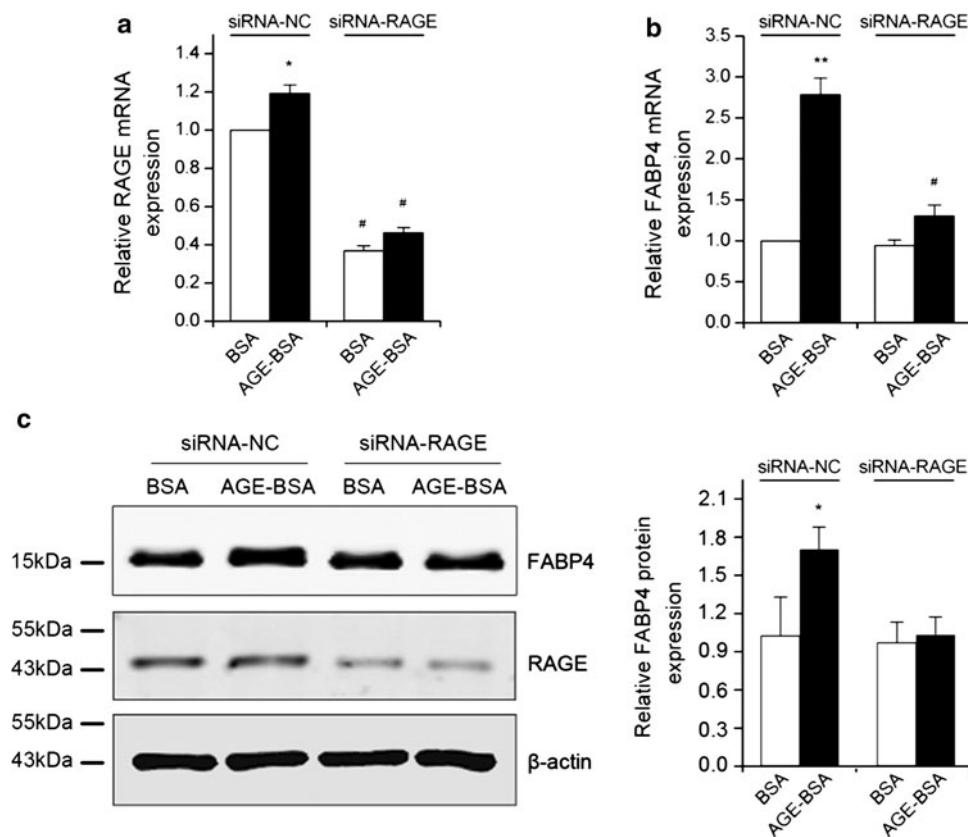 a
siRNA-NC siRNA-RAGE
Relative RAGE mRNA
expression
1.4
*
1.2
1.0
0.8
0.6
# #
0.4
0.2
0.0
BSA AGE-BSA BSA AGE-BSA
b
siRNA-NC siRNA-RAGE
Relative FABP4 mRNA
expression
3.5
**
3.0
2.5
2.0
1.5
#
1.0
0.5
0.0
BSA AGE-BSA BSA AGE-BSA
c
siRNA-NC siRNA-RAGE
BSA AGE-BSA BSA AGE-BSA
15kDa FABP4
55kDa
43kDa RAGE
55kDa
43kDa β-actin
siRNA-NC siRNA-RAGE
Relative FABP4 protein
expression
2.1
*
1.8
1.5
1.2
0.9
0.6
0.3
0.0
BSA AGE-BSA BSA AGE-BSA